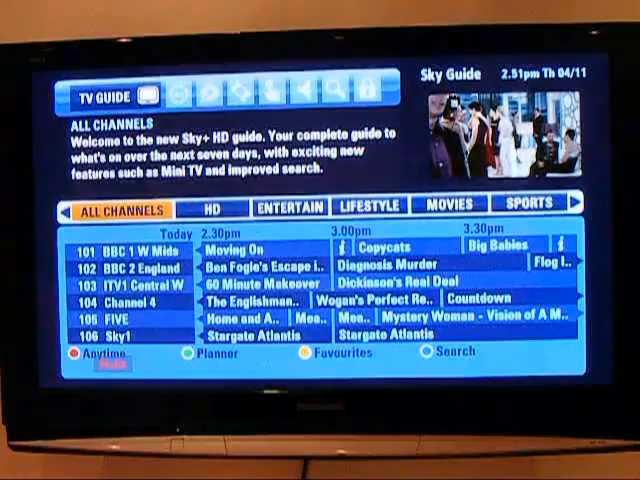 TV GUIDE
Sky Guide 2.51pm Th 04/11
ALL CHANNELS
Welcome to the new Sky+ HD guide. Your complete guide to
what's on over the next seven days, with exciting new
features such as Mini TV and improved search.
ALL CHANNELS HD ENTERTAIN LIFESTYLE MOVIES SPORTS
Today 2.30pm 3.00pm 3.30pm
101 BBC 1 W Mids Moving On i Copycats Big Babies i
102 BBC 2 England Ben Fogle's Escape i.. Diagnosis Murder Flog I..
103 ITV1 Central W 60 Minute Makeover Dickinson's Real Deal
104 Channel 4 The Englishman.. Wogan's Perfect Re.. Countdown
105 FIVE Home and A.. Mea.. Mea.. Mystery Woman - Vision of A M..
106 Sky1 Stargate Atlantis Stargate Atlantis
Anytime Planner Favourites Search